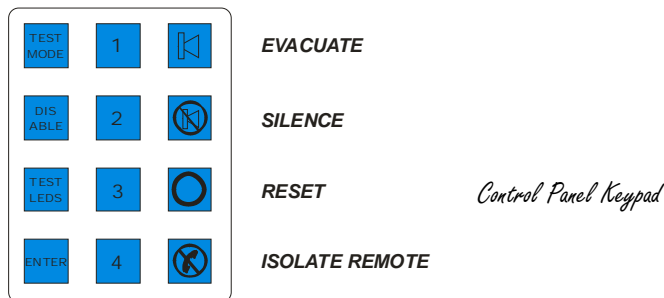 TEST
MODE
1
EVACUATE
DIS
ABLE
2
SILENCE
TEST
LEDS
3
RESET
Control Panel Keypad
ENTER
4
ISOLATE REMOTE